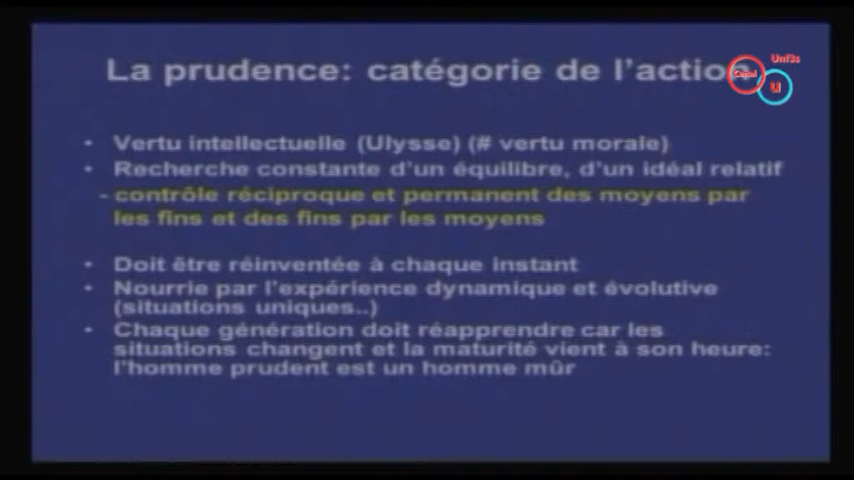 La prudence: catégorie de l'action
Canal
Unf3s
U
• Vertu intellectuelle (Ulysse) (# vertu morale)
• Recherche constante d'un équilibre, d'un idéal relatif
- contrôle réciproque et permanent des moyens par
les fins et des fins par les moyens
• Doit être réinventée à chaque instant
• Nourrie par l'expérience dynamique et évolutive
(situations uniques..)
• Chaque génération doit réapprendre car les
situations changent et la maturité vient à son heure:
l'homme prudent est un homme mûr